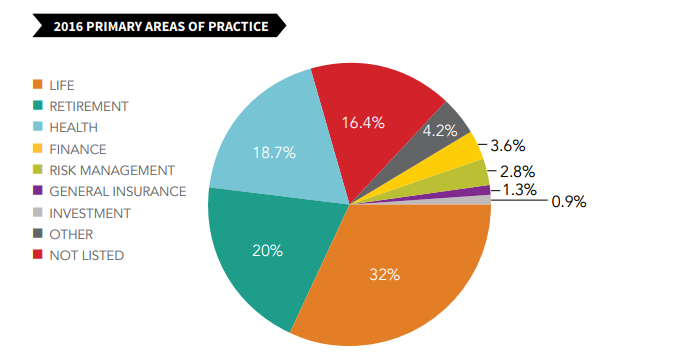 2016 PRIMARY AREAS OF PRACTICE
LIFE
RETIREMENT
HEALTH
FINANCE
RISK MANAGEMENT
GENERAL INSURANCE
INVESTMENT
OTHER
NOT LISTED
16.4%
4.2%
3.6%
18.7%
2.8%
1.3%
0.9%
20%
32%